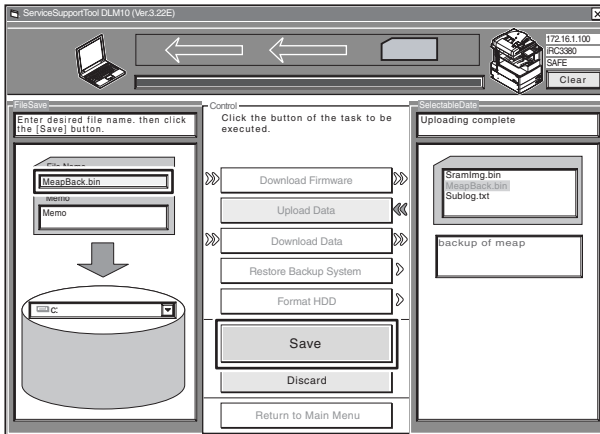 ServiceSupportTool DLM10 (Ver.3.22E)
172.16.1.100
iRC3380
SAFE
Clear
FileSave
Enter desired file name. then click
the [Save] button.
File Name
MeapBack.bin
Memo
Memo
C:
Control
Click the button of the task to be
executed.
Download Firmware
Upload Data
Download Data
Restore Backup System
Format HDD
Save
Discard
Return to Main Menu
SelectableDate
Uploading complete
SramImg.bin
MeapBack.bin
Sublog.txt
backup of meap